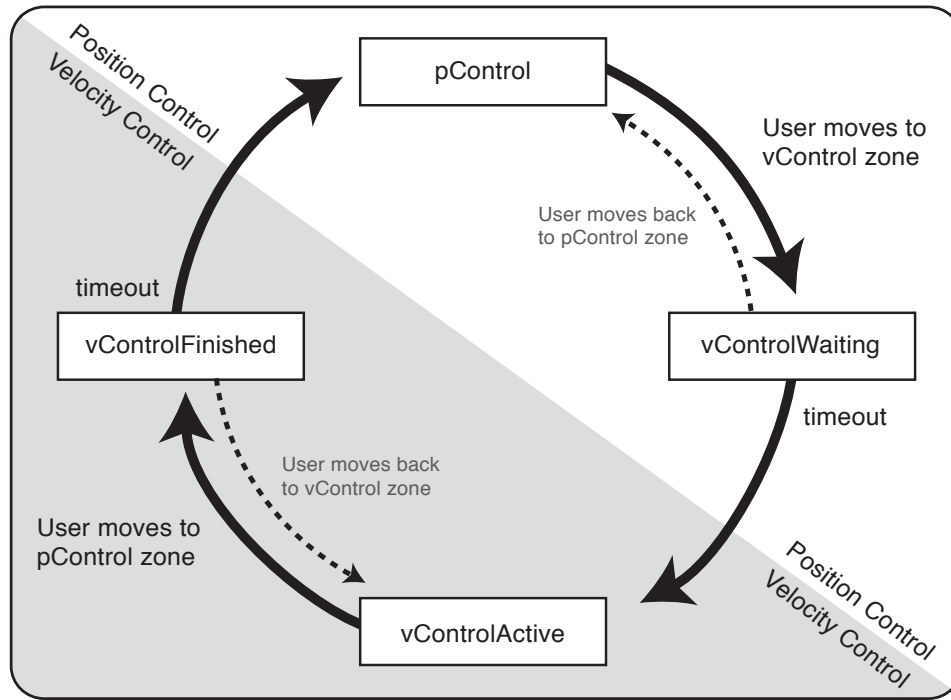 Position Control
Velocity Control
pControl
User moves to
vControl zone
User moves back
to pControl zone
timeout
vControlFinished
vControlWaiting
timeout
User moves back
to vControl zone
User moves to
pControl zone
vControlActive
Position Control
Velocity Control